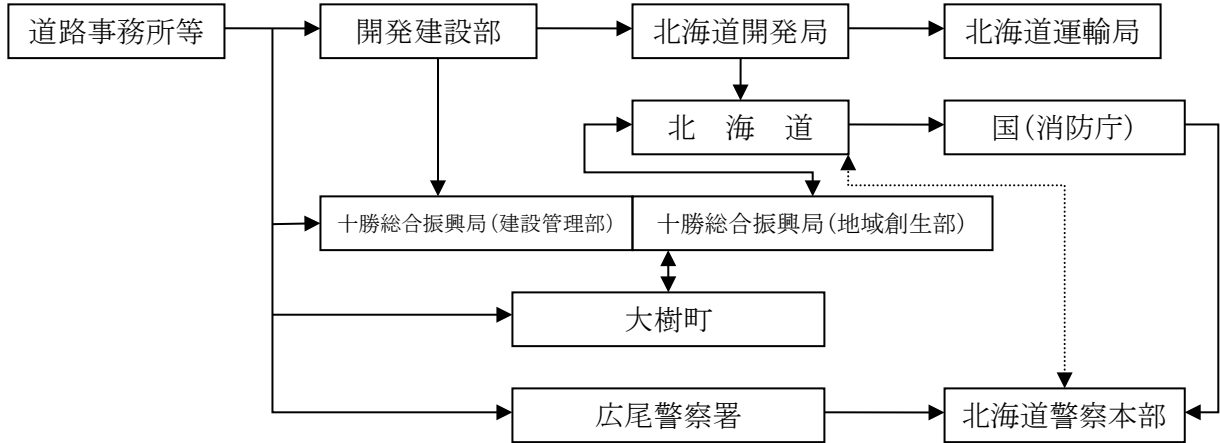 道路事務所等
開発建設部
北海道開発局
北海道運輸局
北　海　道
国（消防庁）
十勝総合振興局（建設管理部）
十勝総合振興局（地域創生部）
大樹町
広尾警察署
北海道警察本部